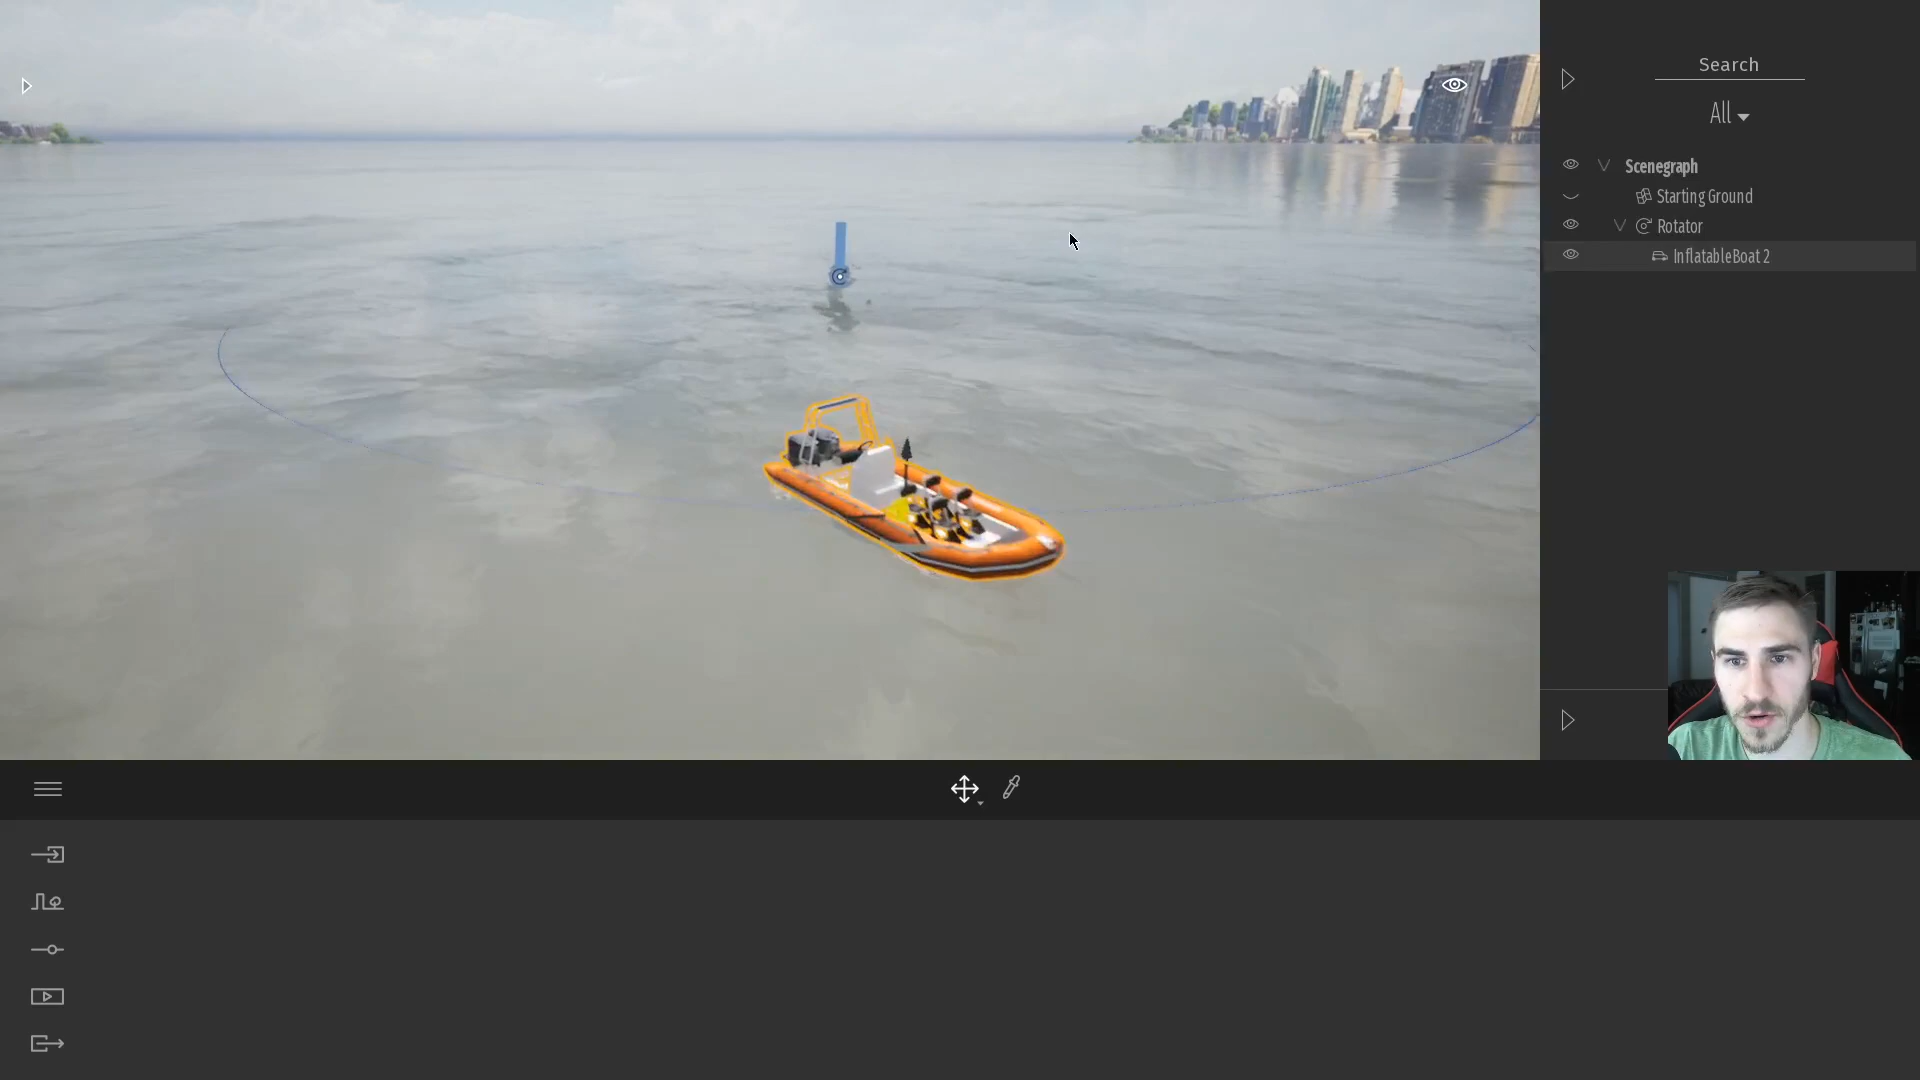 Search
All
Scenegraph
Starting Ground
Rotator
InflatableBoat 2